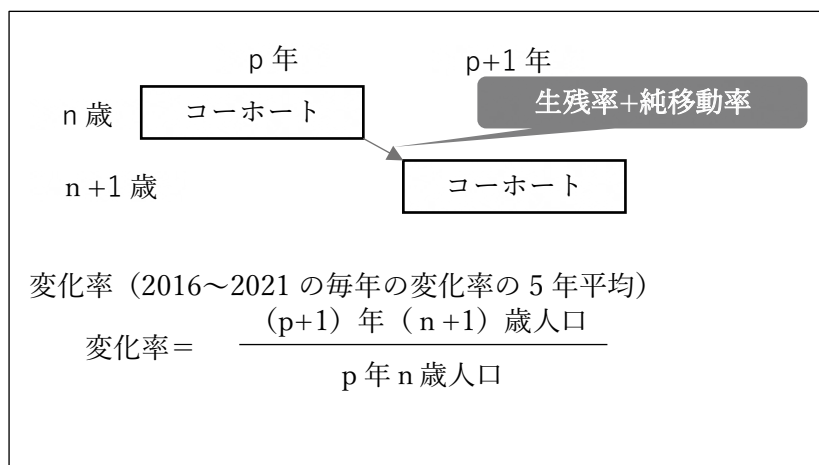 p 年 p+1 年
生残率+純移動率
n 歳 コーホート
n +1 歳 コーホート
変化率（2016～2021 の毎年の変化率の 5 年平均）
変化率＝ (p+1）年（ n +1）歳人口
p 年 n 歳人口